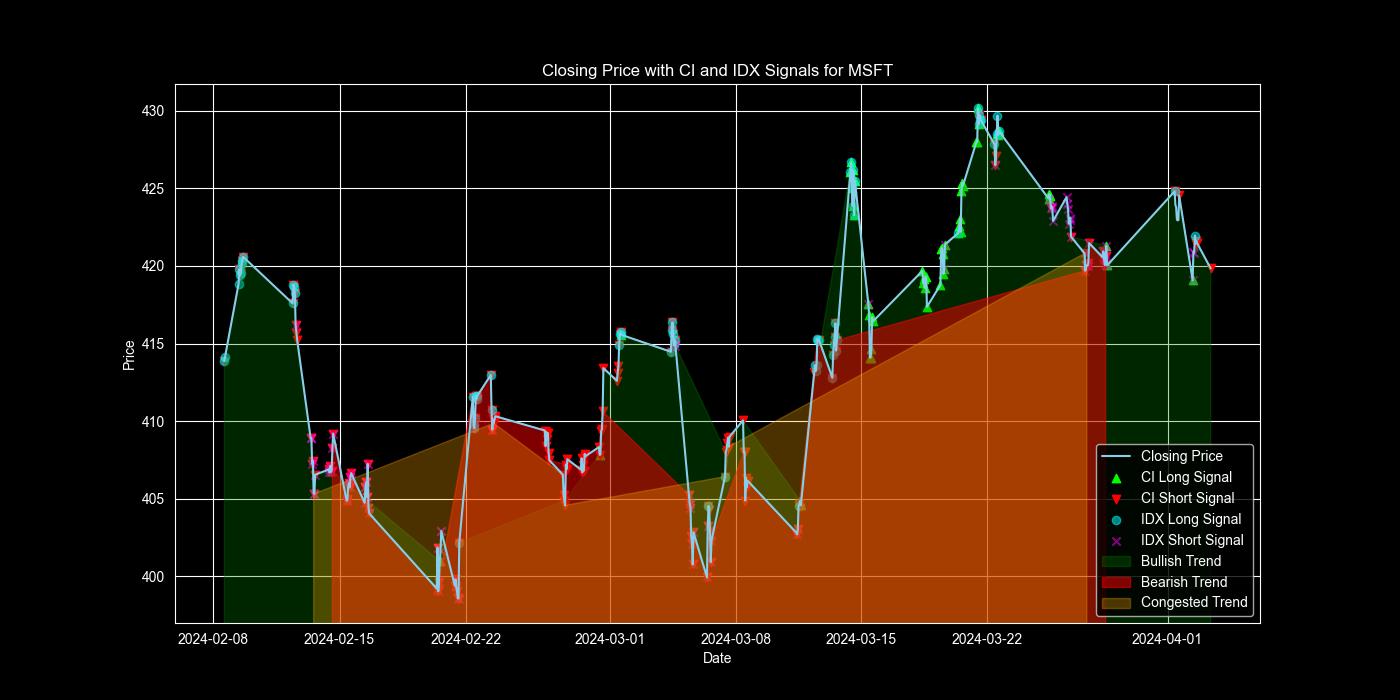 Closing Price with CI and IDX Signals for MSFT
Price
430
425
420
415
410
405
400
Closing Price
CI Long Signal
CI Short Signal
IDX Long Signal
IDX Short Signal
Bullish Trend
Bearish Trend
Congested Trend
2024-02-08
2024-02-15
2024-02-22
2024-03-01
2024-03-08
2024-03-15
2024-03-22
2024-04-01
Date